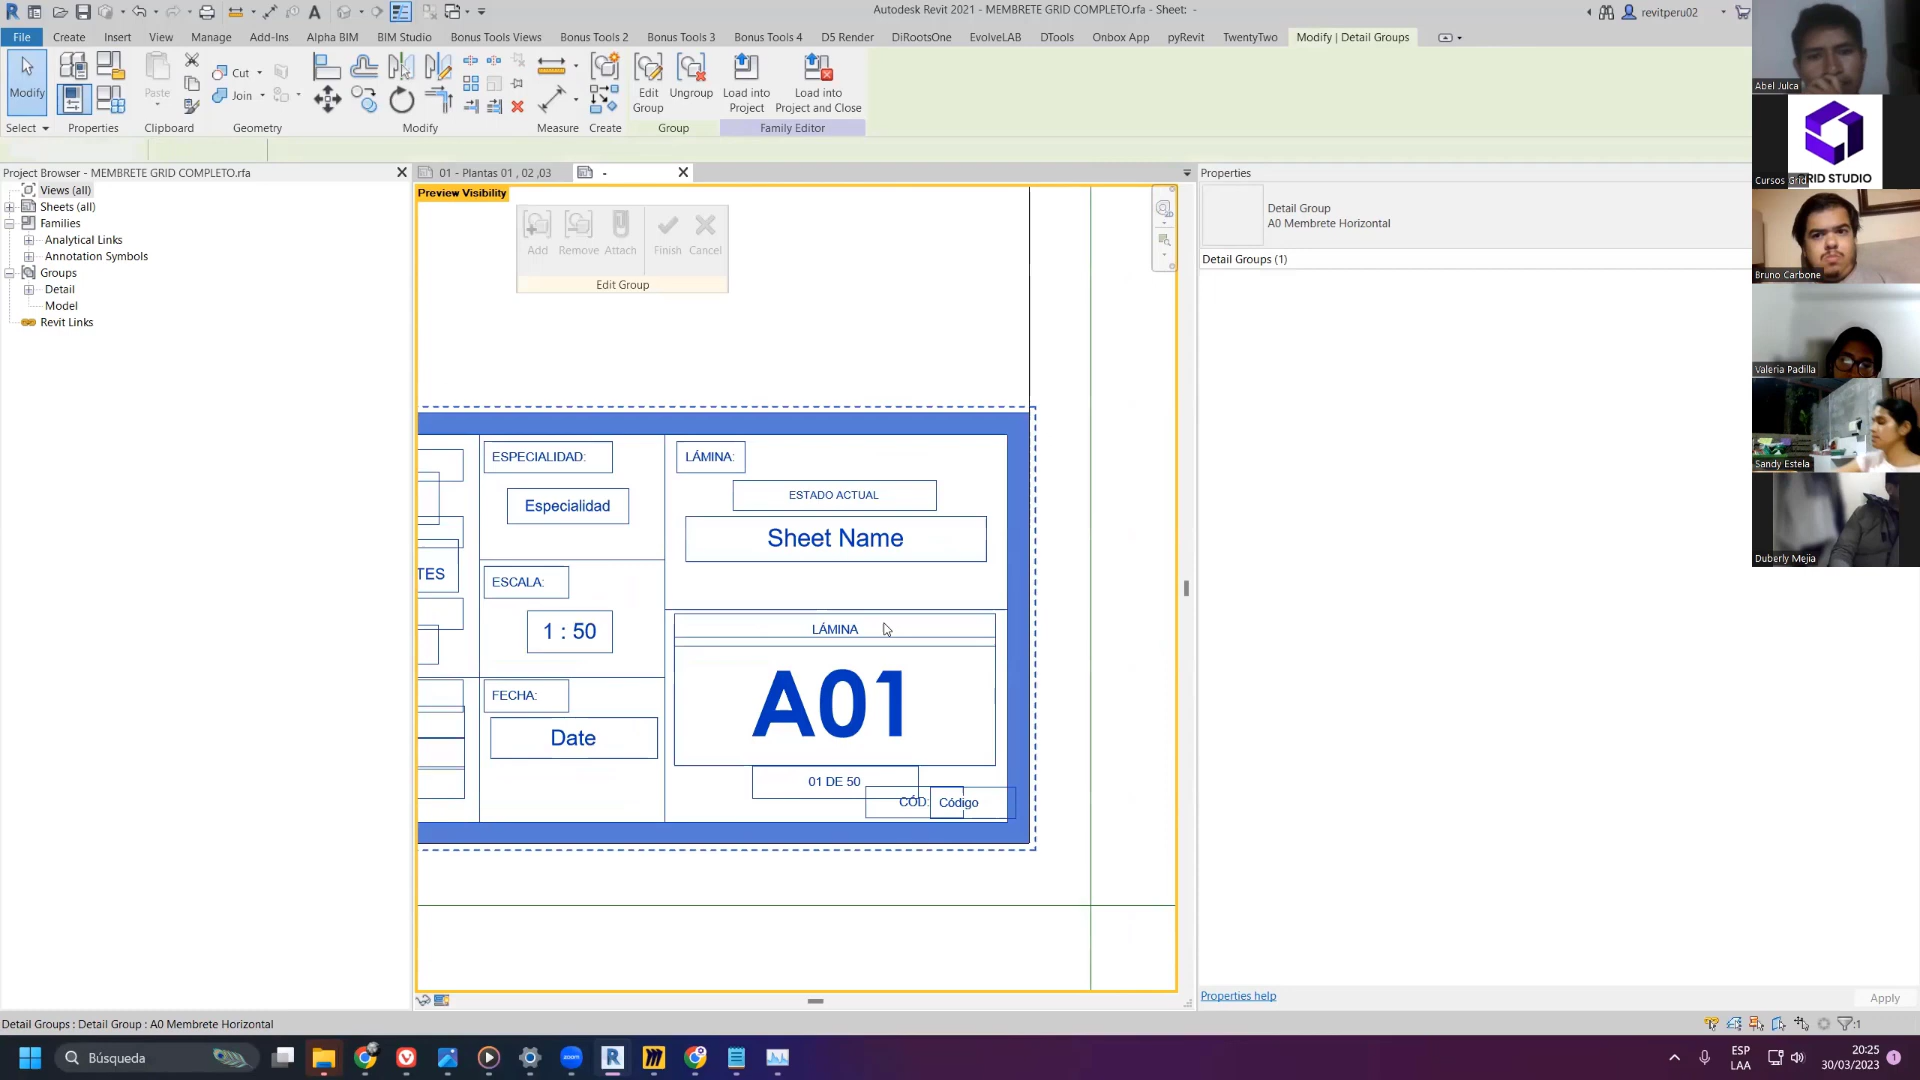 Autodesk Revit 2021 - MEMBRETE GRID COMPLETO.rfa - Sheet: -
revitperu02
File
Create
Insert
View
Manage
Add-Ins
Alpha BIM
BIM Studio
Bonus Tools Views
Bonus Tools 2
Bonus Tools 3
Bonus Tools 4
D5 Render
DiRootsOne
EvolveLAB
DTools
Onbox App
pyRevit
TwentyTwo
Modify | Detail Groups
Modify
Paste
Cut
Join
Edit Group
Ungroup
Load into Project
Load into Project and Close
Select
Properties
Clipboard
Geometry
Modify
Measure
Create
Group
Family Editor
Project Browser - MEMBRETE GRID COMPLETO.rfa
Views (all)
Sheets (all)
Families
Analytical Links
Annotation Symbols
Groups
Detail
Model
Revit Links
01 - Plantas 01 , 02 ,03
-
Preview Visibility
Add
Remove
Attach
Finish
Cancel
Edit Group
ESPECIALIDAD:
Especialidad
ESCALA:
1 : 50
FECHA:
Date
TES
LÁMINA:
ESTADO ACTUAL
Sheet Name
LÁMINA
A01
01 DE 50
CÓD:
Código
Properties
Detail Group
A0 Membrete Horizontal
Detail Groups (1)
Properties help
Apply
Abel Julca
GRID STUDIO
Cursos Grid
Bruno Carbone
Valeria Padilla
Sandy Estela
Duberly Mejia
Detail Groups : Detail Group : A0 Membrete Horizontal
:1
Búsqueda
ESP
LAA
20:25
30/03/2023
1